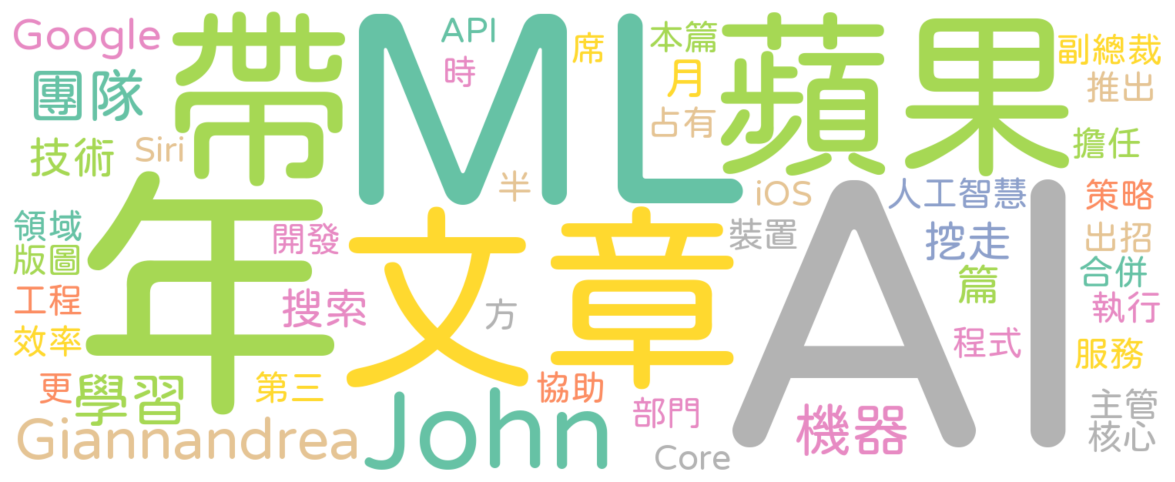 Google
帶
ML
API
時
席
本篇
月
占有
蘋果
副總裁
推出
團隊
技術
Siri
半
iOS
擔任
人工智慧
策略
領域
版圖
年
開發
文章
裝置
AI
挖走
出招
合併
工程
搜索
方
篇
執行
效率
程式
服務
更
學習
第三
協助
部門
機器
主管
核心
Giannandrea
John
Core